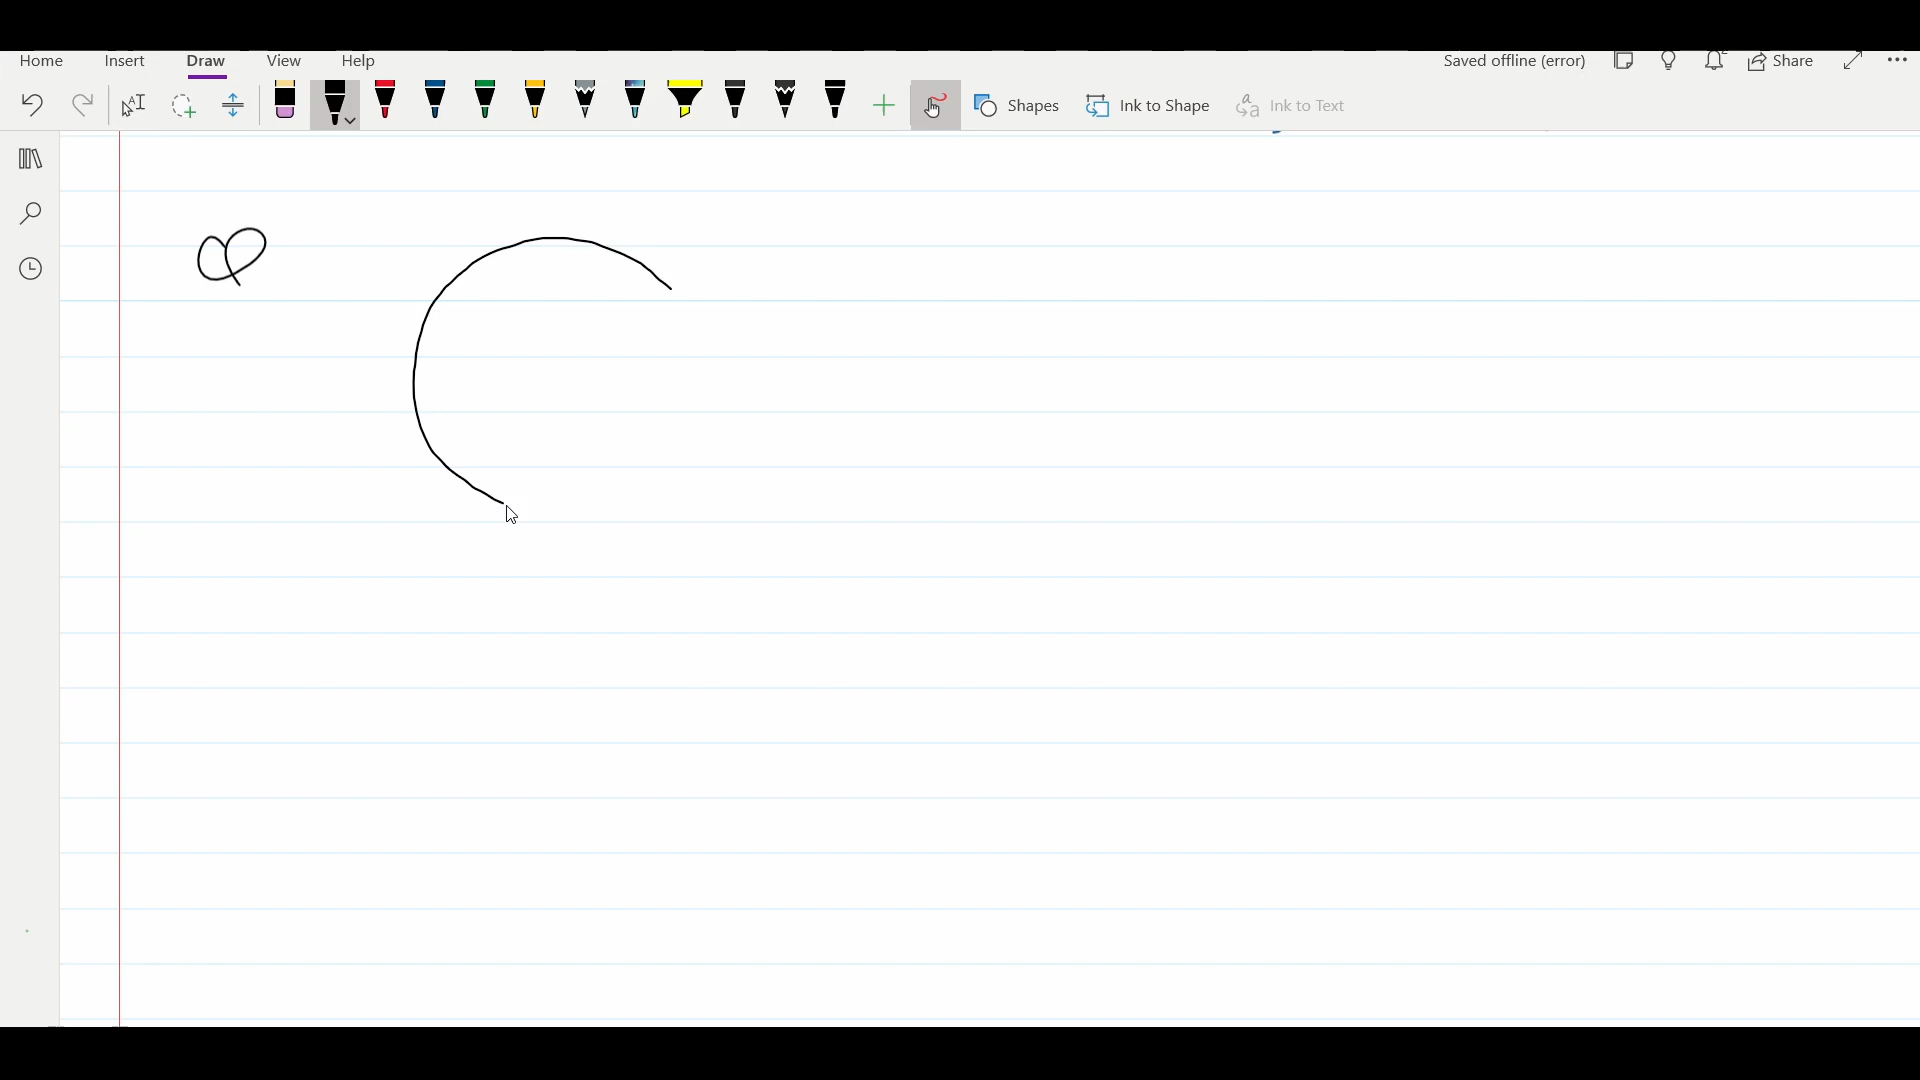 Home Insert Draw View Help Saved offline (error) Share
Shapes Ink to Shape Ink to Text